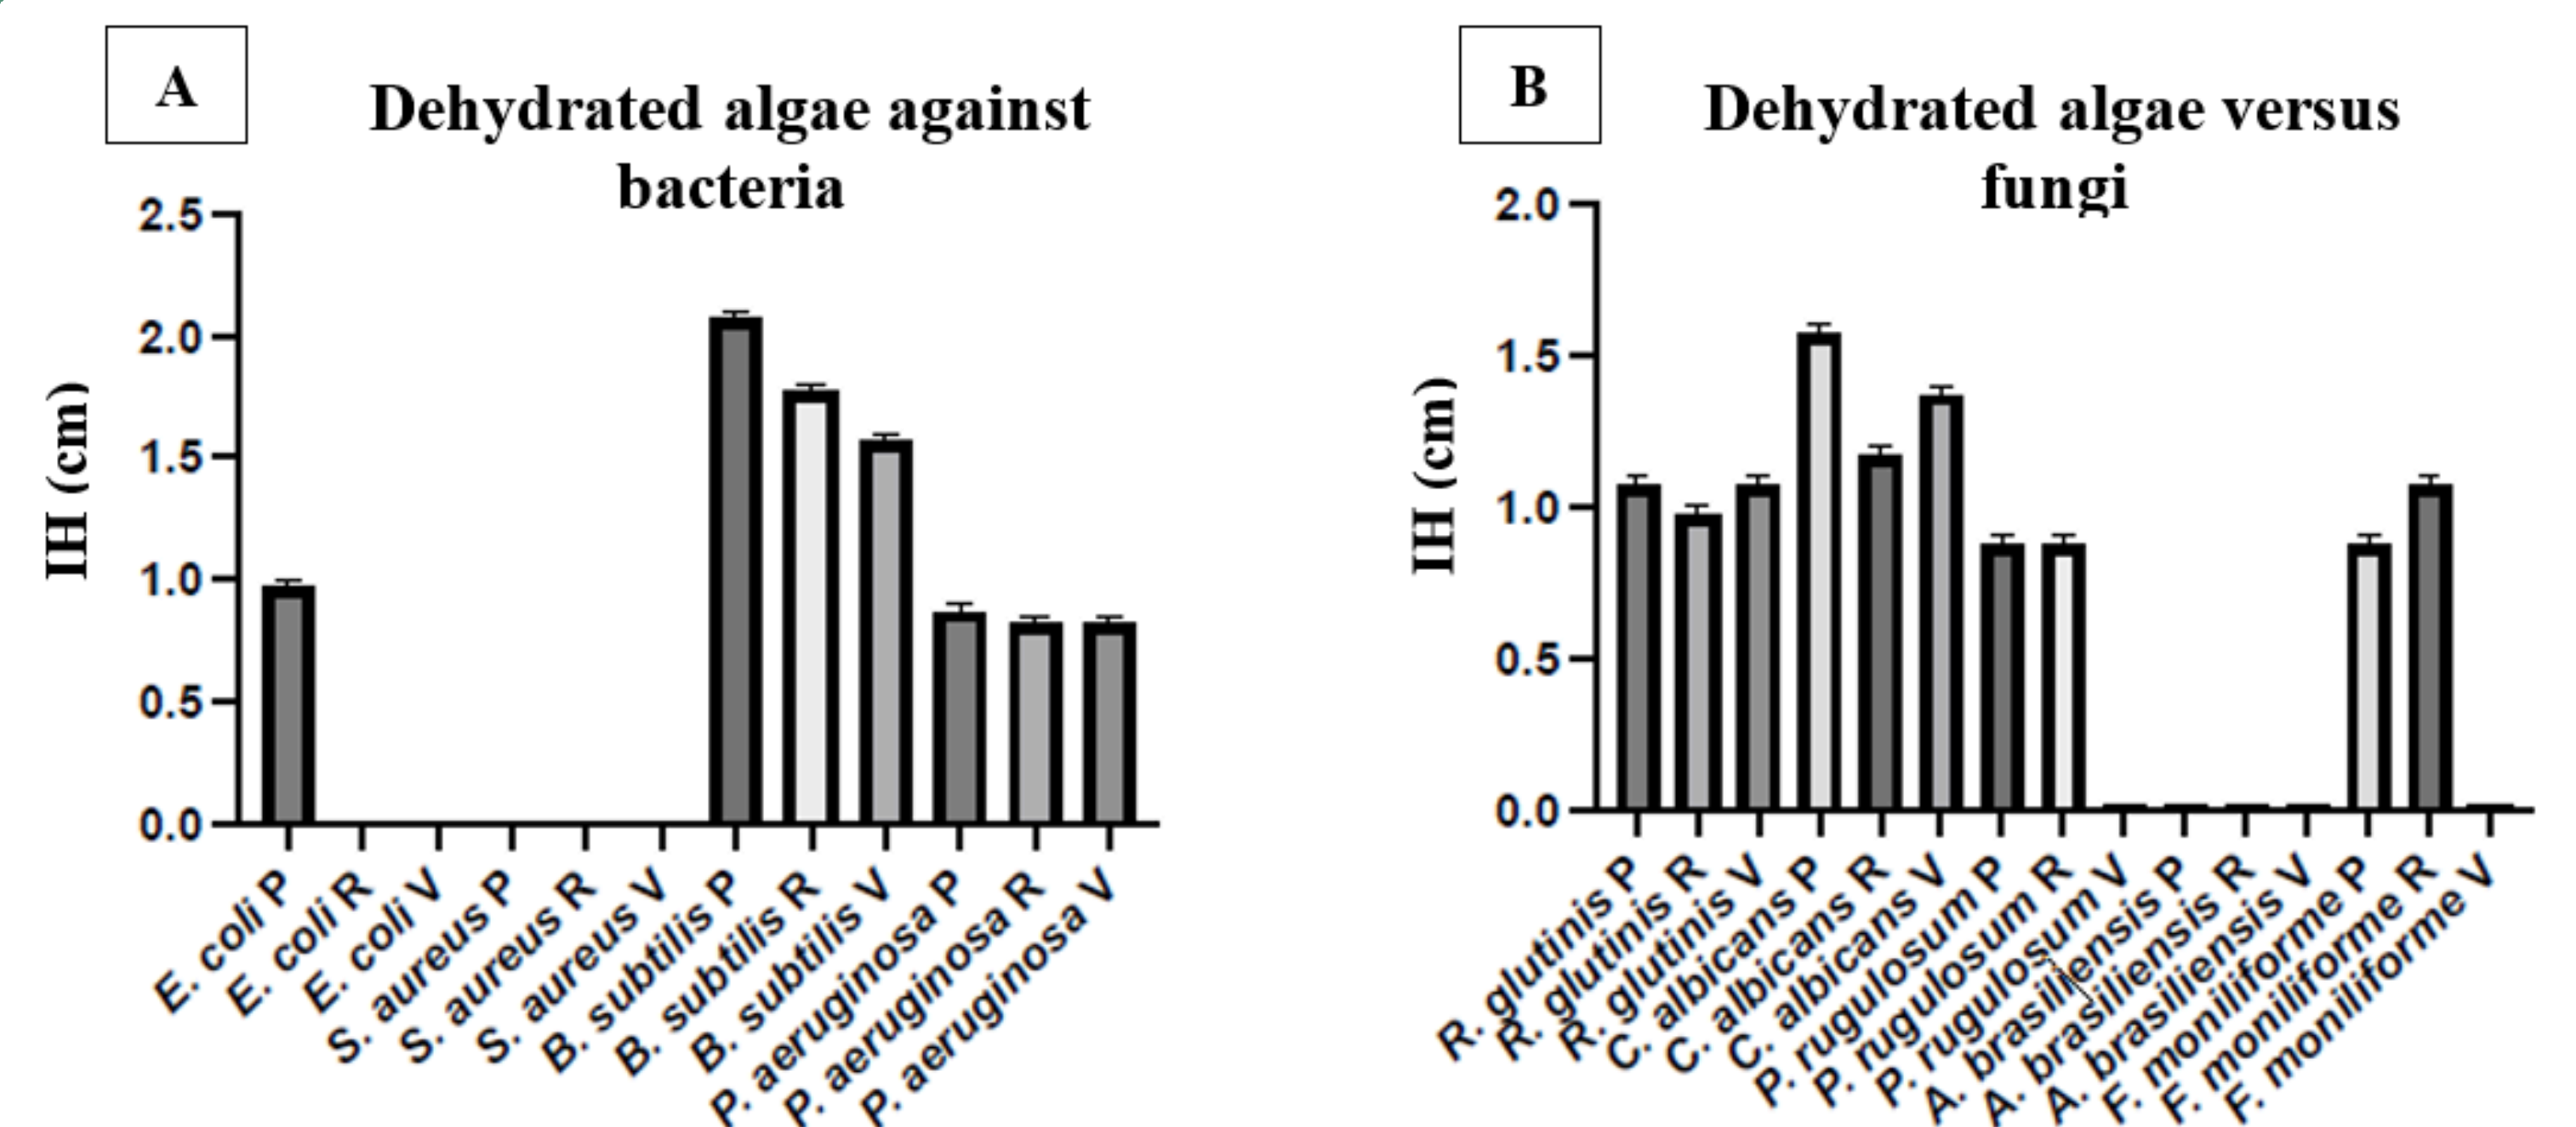 A
Dehydrated algae against
bacteria
IH (cm)
2.5
2.0
1.5
1.0
0.5
0.0
E. coli P
E. coli R
E. coli V
S. aureus P
S. aureus R
S. aureus V
B. subtilis P
B. subtilis R
B. subtilis V
P. aeruginosa P
P. aeruginosa R
P. aeruginosa V
B
Dehydrated algae versus
fungi
IH (cm)
2.0
1.5
1.0
0.5
0.0
R. glutinis P
R. glutinis R
R. glutinis V
C. albicans P
C. albicans R
C. albicans V
P. rugulosum P
P. rugulosum R
P. rugulosum V
A. brasiliensis P
A. brasiliensis R
A. brasiliensis V
F. moniliforme P
F. moniliforme R
F. moniliforme V